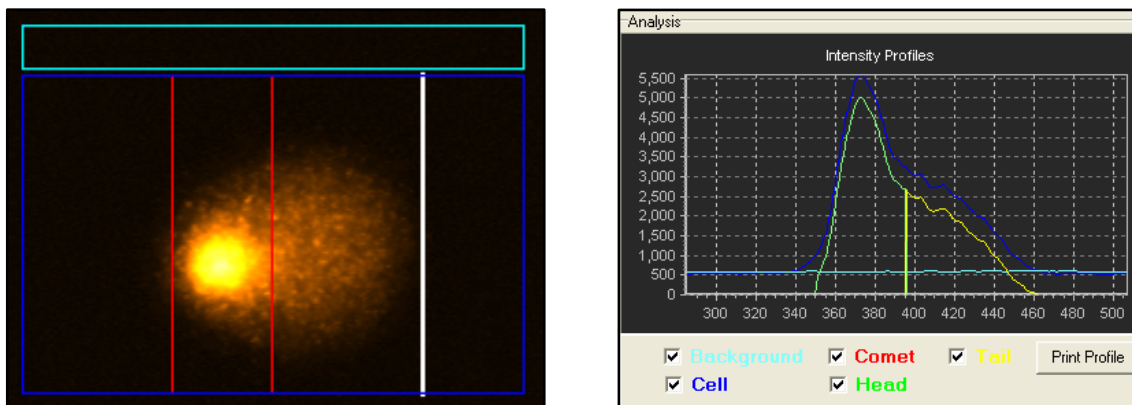 Analysis
Intensity Profiles
5,500
5,000
4,500
4,000
3,500
3,000
2,500
2,000
1,500
1,000
500
0
300 320 340 360 380 400 420 440 460 480 500
Background Comet Tail Print Profile
Cell Head